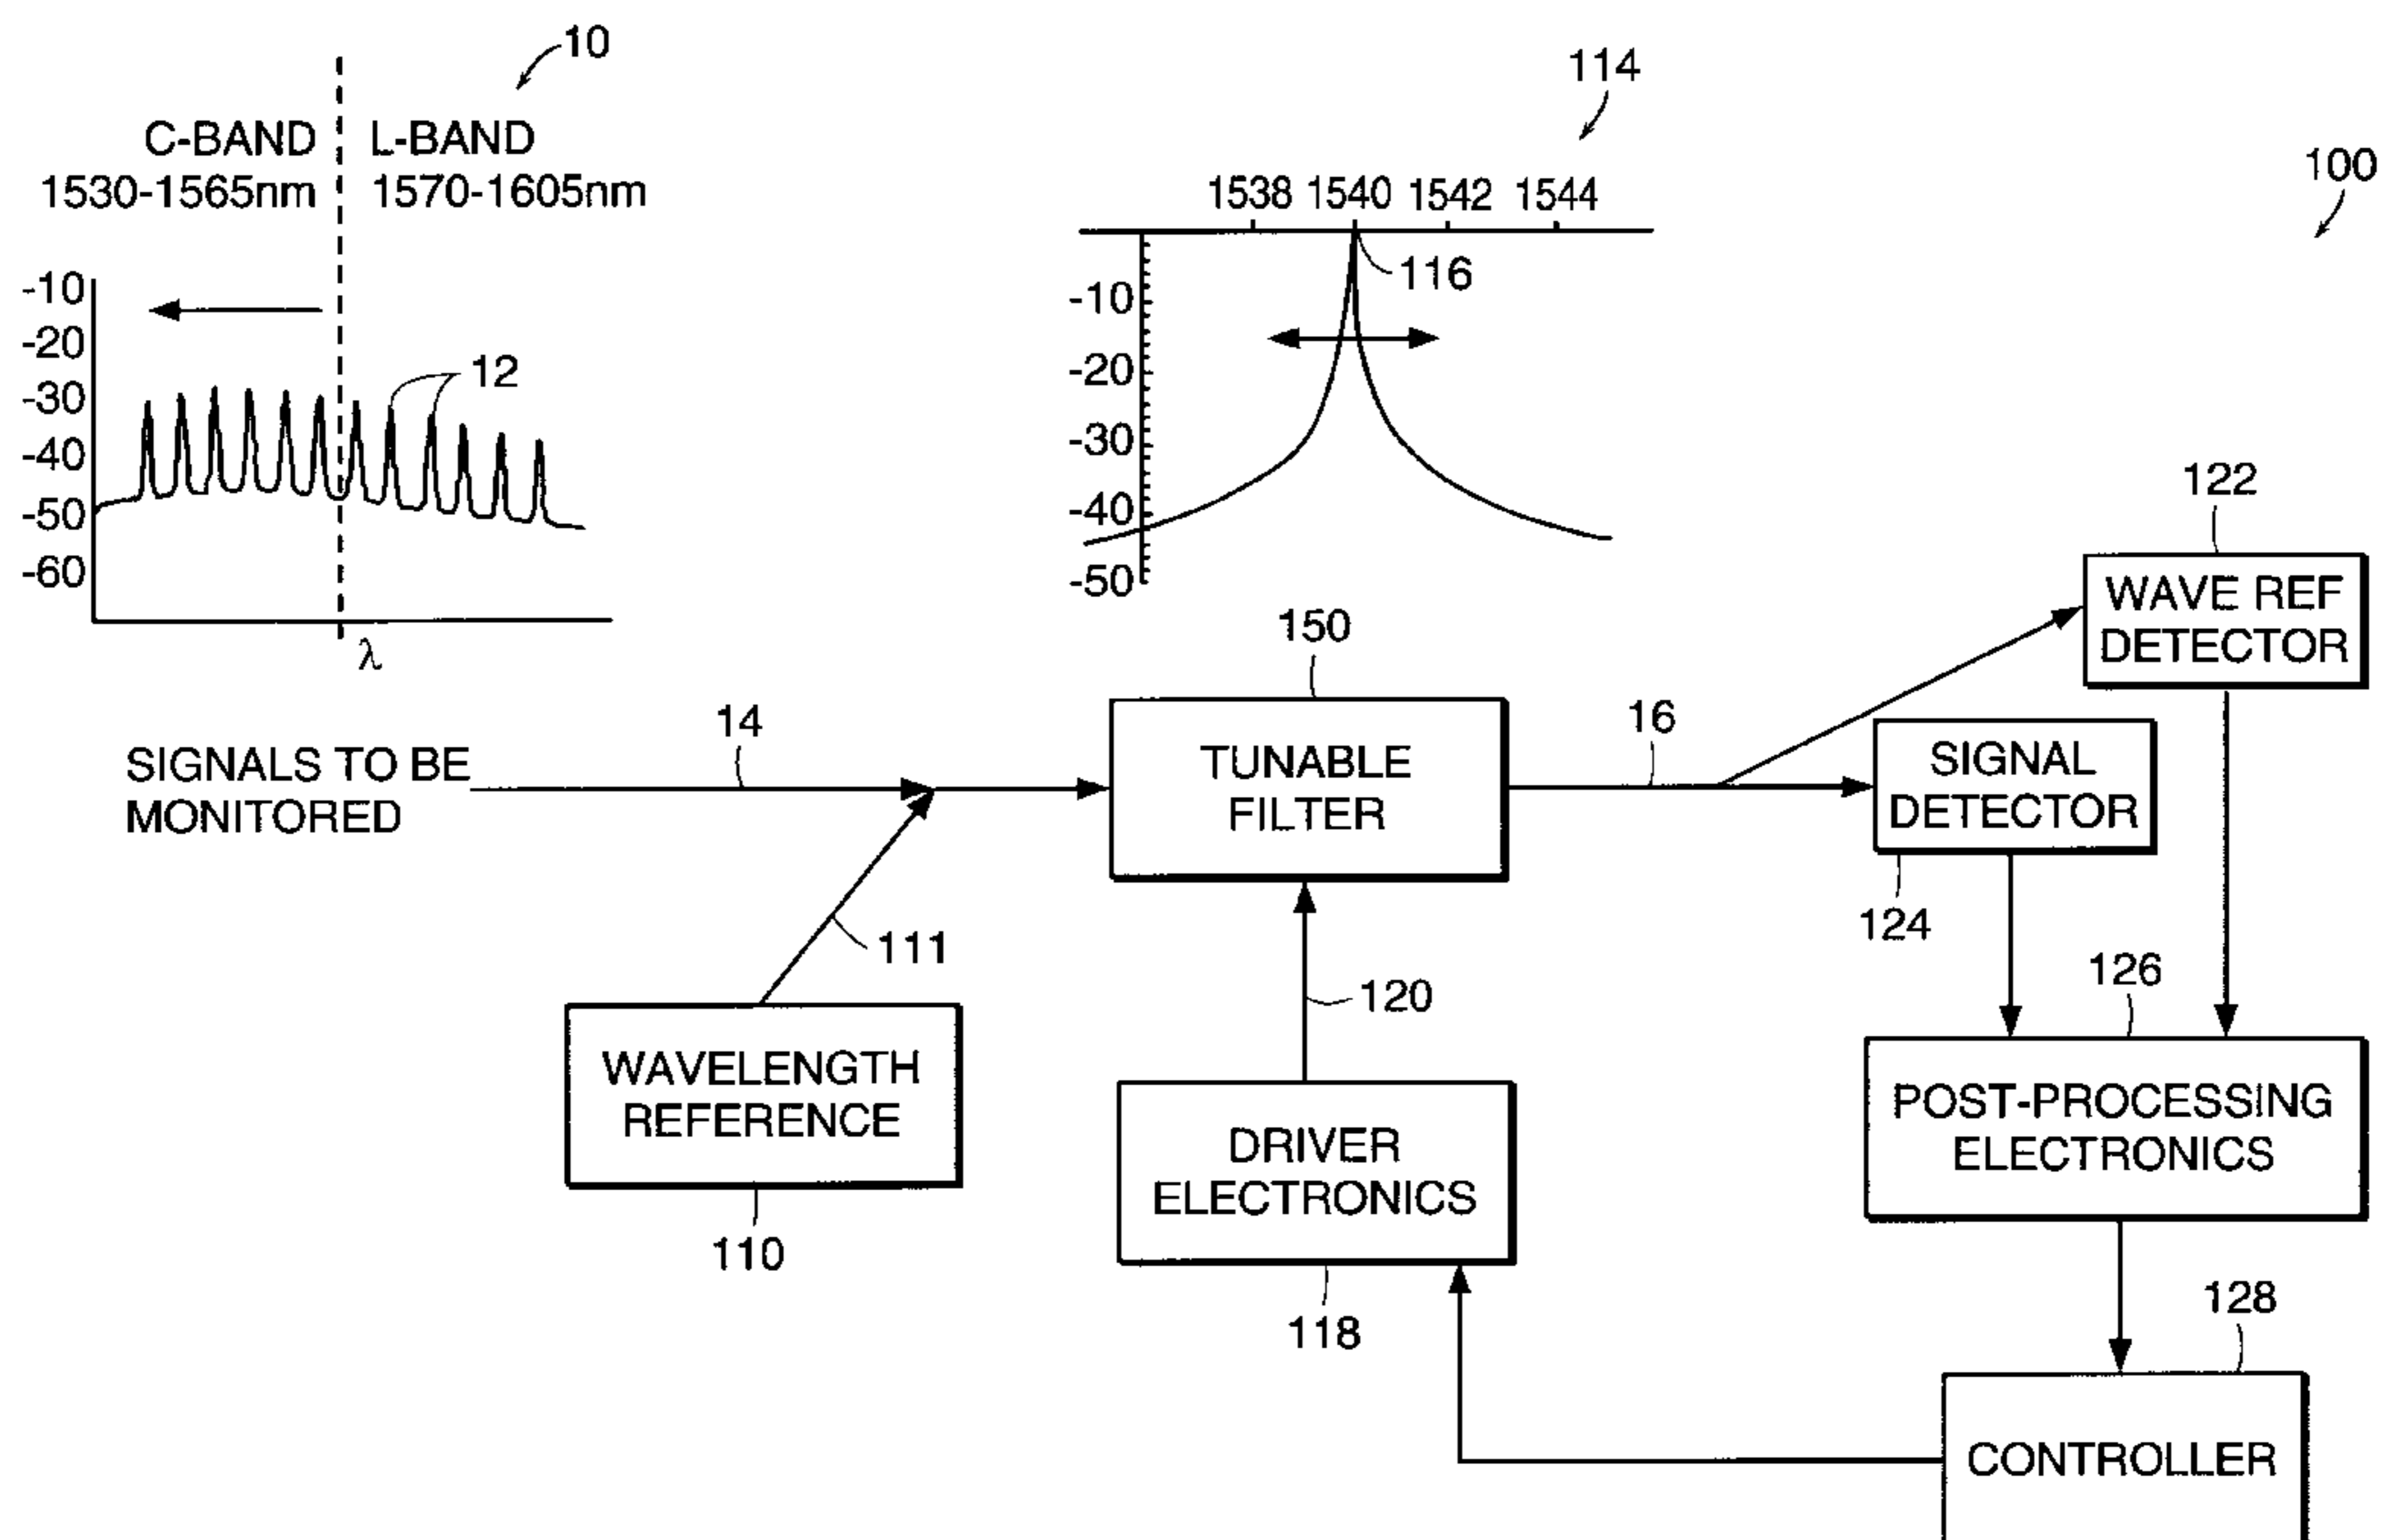 10
C-BAND
1530-1565nm
L-BAND
1570-1605nm
-10
-20
-30
-40
-50
-60
12
λ
114
1538 1540 1542 1544
116
-10
-20
-30
-40
-50
100
122
WAVE REF
DETECTOR
150
TUNABLE
FILTER
14
SIGNALS TO BE
MONITORED
16
SIGNAL
DETECTOR
124
111
WAVELENGTH
REFERENCE
110
120
DRIVER
ELECTRONICS
118
126
POST-PROCESSING
ELECTRONICS
128
CONTROLLER